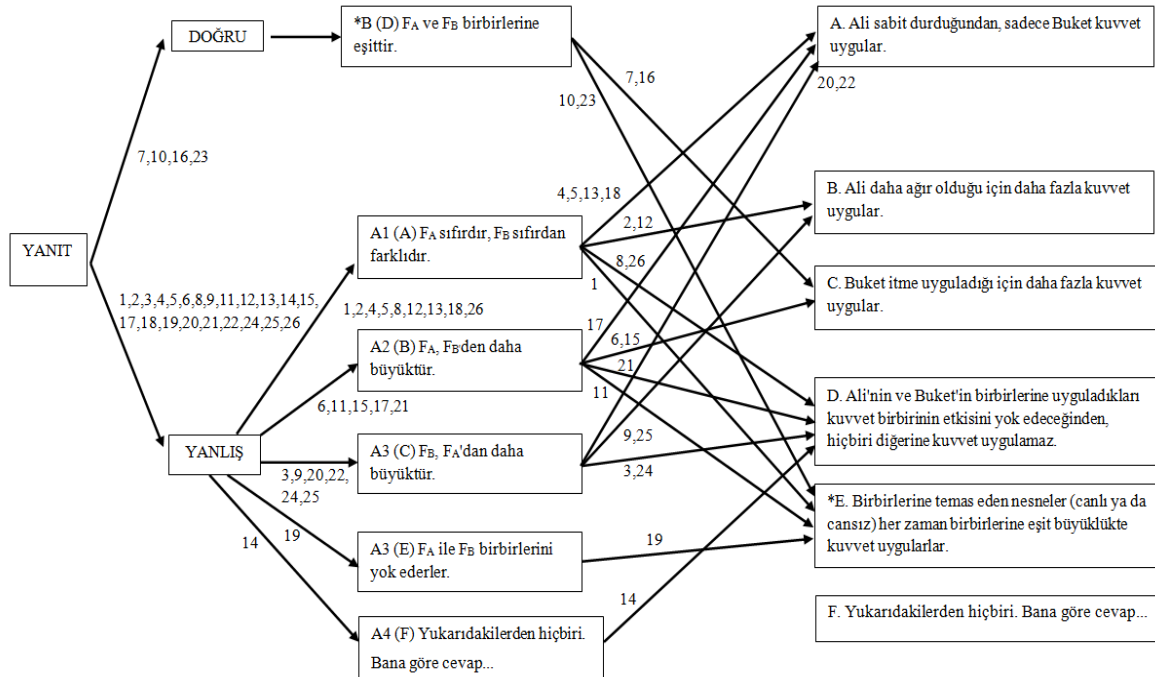 DOĞRU
*B (D) FA ve FB birbirlerine
eşittir.
A. Ali sabit durduğundan, sadece Buket kuvvet
uygular.
7,16
20,22
10,23
7,10,16,23
4,5,13,18
B. Ali daha ağır olduğu için daha fazla kuvvet
uygular.
2,12
YANIT
A1 (A) FA sıfırdır, FB sıfırdan
farklıdır.
8,26
1
C. Buket itme uyguladığı için daha fazla kuvvet
uygular.
1,2,3,4,5,6,8,9,11,12,13,14,15,
17,18,19,20,21,22,24,25,26
1,2,4,5,8,12,13,18,26
17
6,15
21
11
A2 (B) FA, FB'den daha
büyüktür.
6,11,15,17,21
D. Ali'nin ve Buket'in birbirlerine uyguladıkları
kuvvet birbirinin etkisini yok edeceğinden,
hiçbiri diğerine kuvvet uygulamaz.
9,25
3,24
YANLIŞ
A3 (C) FB, FA'dan daha
büyüktür.
3,9,20,22,
24,25
*E. Birbirlerine temas eden nesneler (canlı ya da
cansız) her zaman birbirlerine eşit büyüklükte
kuvvet uygularlar.
14
19
A3 (E) FA ile FB birbirlerini
yok ederler.
19
14
F. Yukarıdakilerden hiçbiri. Bana göre cevap...
A4 (F) Yukarıdakilerden hiçbiri.
Bana göre cevap...